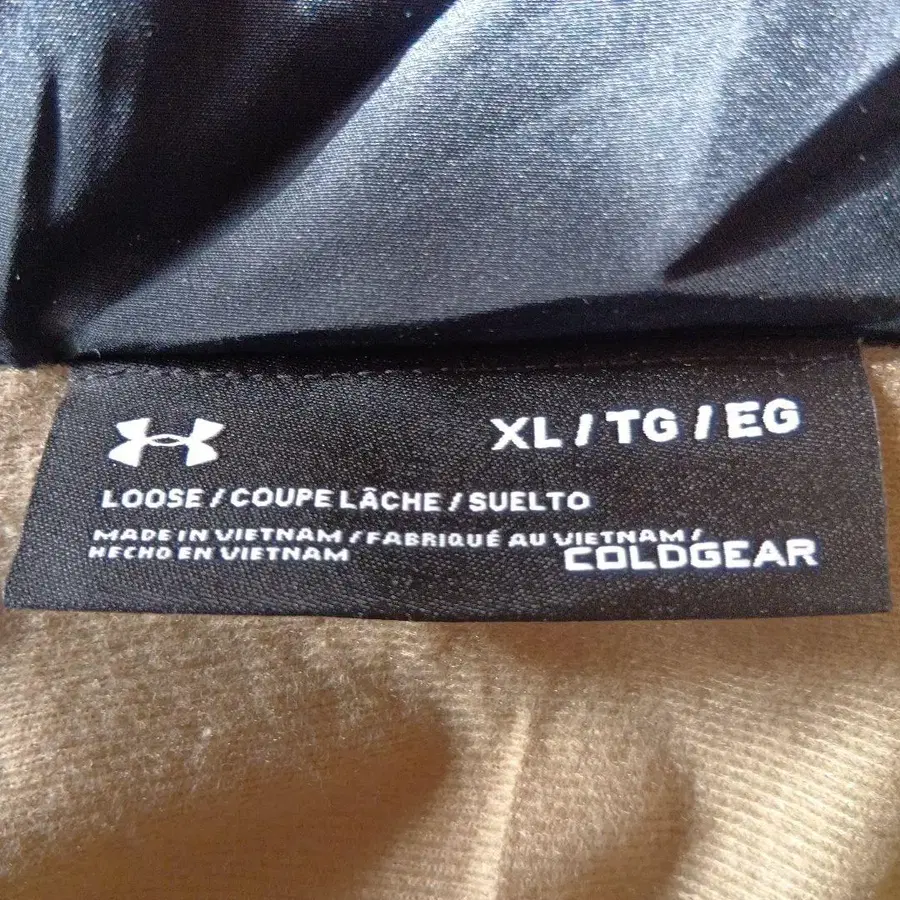 XL / TG / EG
LOOSE / COUPE LÂCHE / SUELTO
MADE IN VIETNAM / FABRIQUÉ AU VIETNAM /
HECHO EN VIETNAM
COLDGEAR